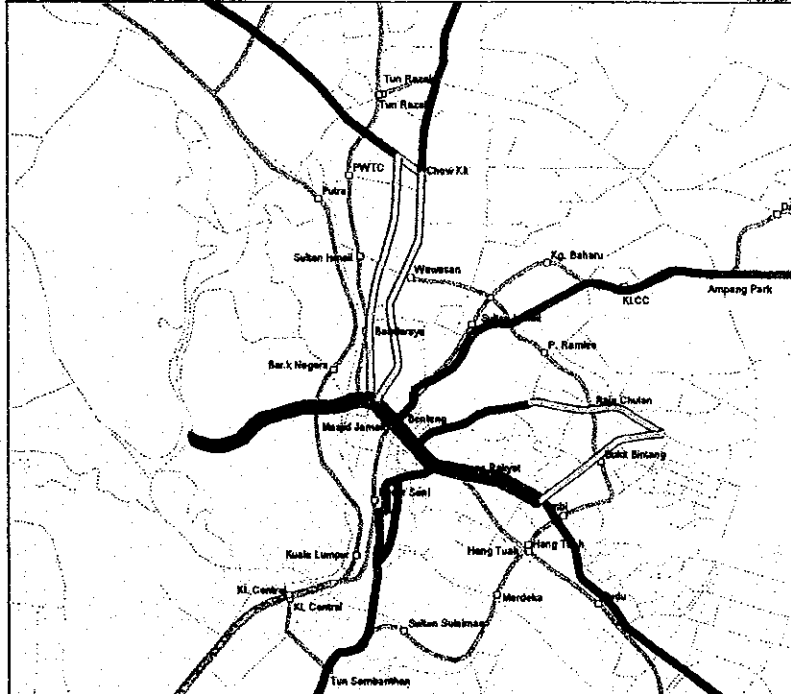 Tun Razak
Tun Razak
PWTC
Chow Kit
Putra
Sultan Ismail
Kg. Baharu
Wawasan
KLCC
Ampang Park
Bandaraya
P. Ramlee
Bank Negara
Raja Chulan
Benteng
Masjid Jamek
Bukit Bintang
Kuala Lumpur
Hang Tuah
Hang Tuah
KL Central
KL Central
Merdeka
Pudu
Sultan Sulaiman
Tun Sambanthan